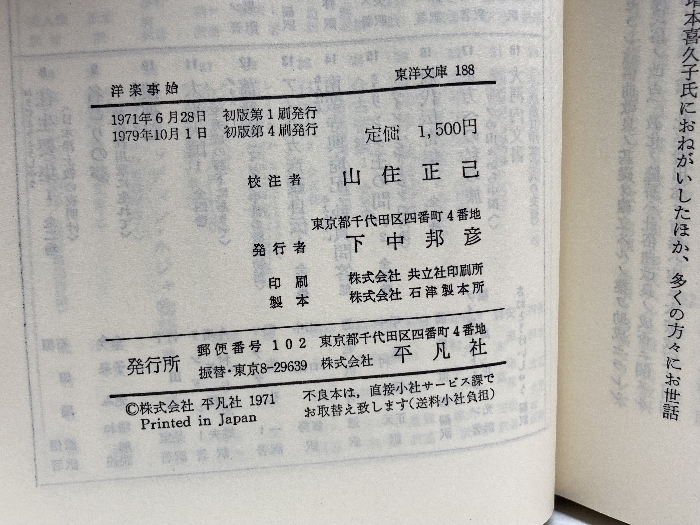 洋楽事始
東洋文庫 188
1971年6月28日 初版第1刷発行
1979年10月1日 初版第4刷発行
定価 1,500円
校注者 山住正己
東京都千代田区四番町4番地
発行者 下中邦彦
印刷 株式会社 共立社印刷所
製本 株式会社 石津製本所
発行所 郵便番号 102 東京都千代田区四番町4番地
振替・東京8-29639 株式会社 平凡社
©株式会社 平凡社 1971
Printed in Japan
不良本は、直接小社サービス課で
お取替え致します(送料小社負担)
本喜久子氏におねがいしたほか、多くの方々にお世話